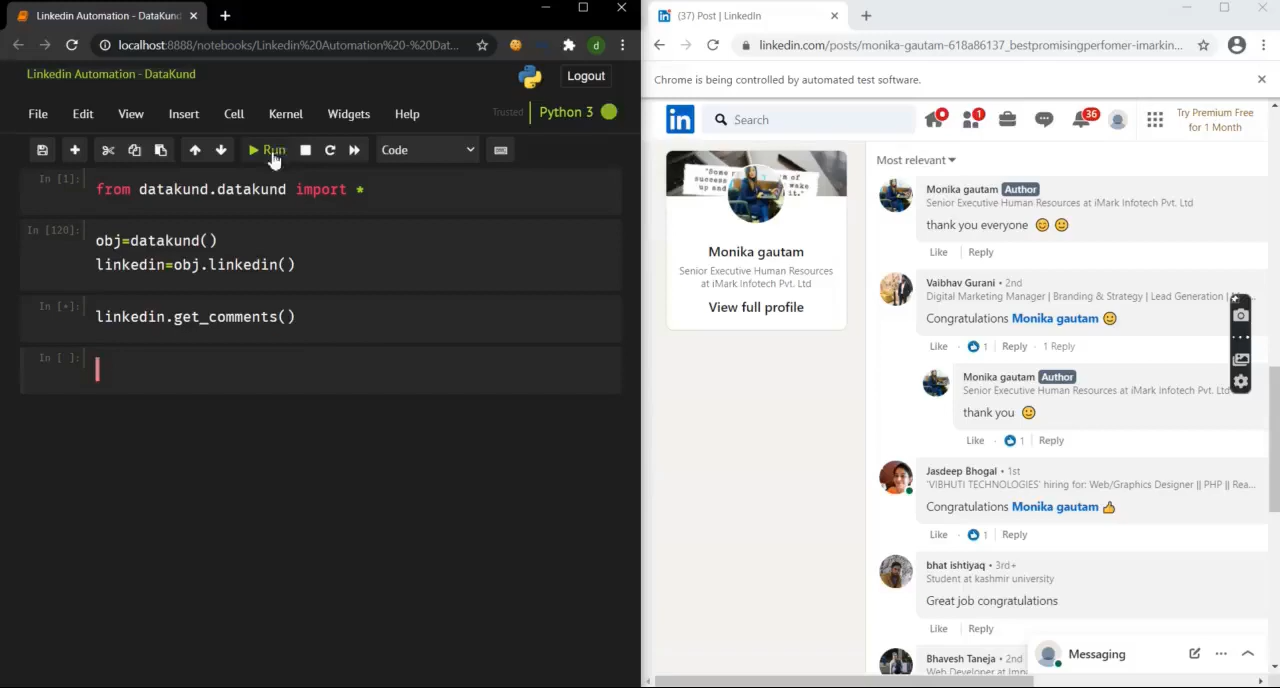 Linkedin Automation - DataKund
localhost:8888/notebooks/Linkedin%20Automation%20-%20Dat...
d
Linkedin Automation - DataKund
Logout
File Edit View Insert Cell Kernel Widgets Help
Trusted
Python 3
Run
Code
In [1]:
from datakund.datakund import *
In [120]:
obj=datakund()
linkedin=obj.linkedin()
In [*]:
linkedin.get_comments()
In [ ]:
(37) Post | LinkedIn
linkedin.com/posts/monika-gautam-618a86137_bestpromisingperfomer-imarkin...
Chrome is being controlled by automated test software.
in
Search
1
36
Try Premium Free
for 1 Month
Monika gautam
Senior Executive Human Resources
at iMark Infotech Pvt. Ltd
View full profile
Most relevant
Monika gautam Author
Senior Executive Human Resources at iMark Infotech Pvt. Ltd
thank you everyone
Like | Reply
Vaibhav Gurani • 2nd
Digital Marketing Manager | Branding & Strategy | Lead Generation |
Congratulations Monika gautam
Like · 1 | Reply · 1 Reply
Monika gautam Author
Senior Executive Human Resources at iMark Infotech Pvt. Ltd
thank you
Like · 1 | Reply
Jasdeep Bhogal • 1st
'VIBHUTI TECHNOLOGIES' hiring for: Web/Graphics Designer || PHP || Rea...
Congratulations Monika gautam
Like · 1 | Reply
bhat ishtiyaq • 3rd+
Student at kashmir university
Great job congratulations
Like | Reply
Bhavesh Taneja • 2nd
Web Developer at
Messaging